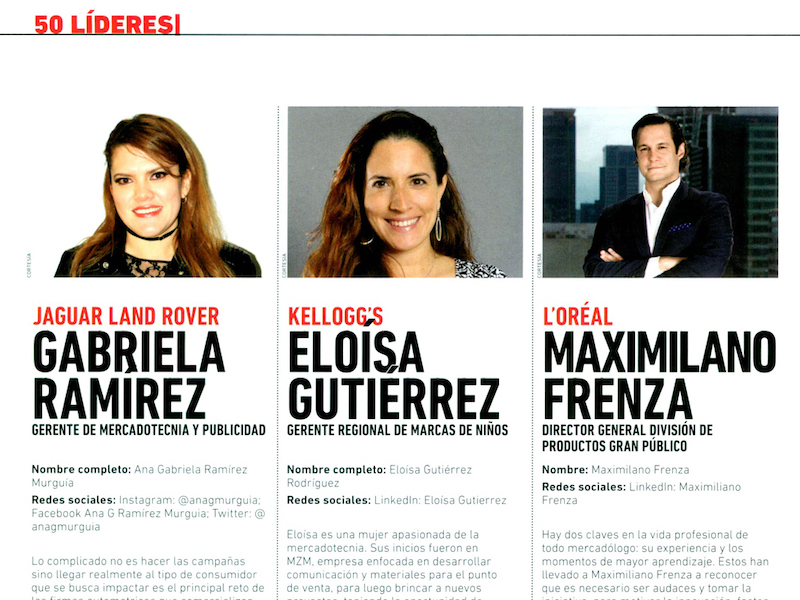 50 LÍDERES
CORTESÍA
CORTESÍA
CORTESÍA
JAGUAR LAND ROVER
GABRIELA
RAMÍREZ
GERENTE DE MERCADOTECNIA Y PUBLICIDAD
Nombre completo: Ana Gabriela Ramírez
Murguía
Redes sociales: Instagram: @anagmurguia;
Facebook Ana G Ramírez Murguia; Twitter: @
anagmurguia
Lo complicado no es hacer las campañas
sino llegar realmente al tipo de consumidor
que se busca impactar es el principal reto de
KELLOGG'S
ELOÍSA
GUTIÉRREZ
GERENTE REGIONAL DE MARCAS DE NIÑOS
Nombre completo: Eloísa Gutiérrez
Rodríguez
Redes sociales: LinkedIn: Eloísa Gutierrez
Eloísa es una mujer apasionada de la
mercadotecnia. Sus inicios fueron en
MZM, empresa enfocada en desarrollar
comunicación y materiales para el punto
de venta, para luego brincar a nuevos
L'ORÉAL
MAXIMILANO
FRENZA
DIRECTOR GENERAL DIVISIÓN DE
PRODUCTOS GRAN PÚBLICO
Nombre: Maximilano Frenza
Redes sociales: LinkedIn: Maximiliano
Frenza
Hay dos claves en la vida profesional de
todo mercadólogo: su experiencia y los
momentos de mayor aprendizaje. Estos han
llevado a Maximiliano Frenza a reconocer
que es necesario ser audaces y tomar la